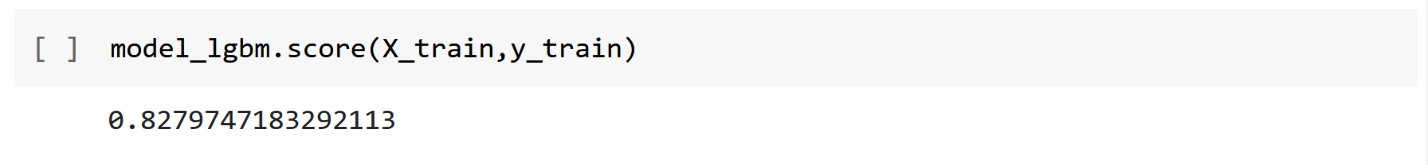 [ ] model_lgbm.score(X_train,y_train)
0.8279747183292113